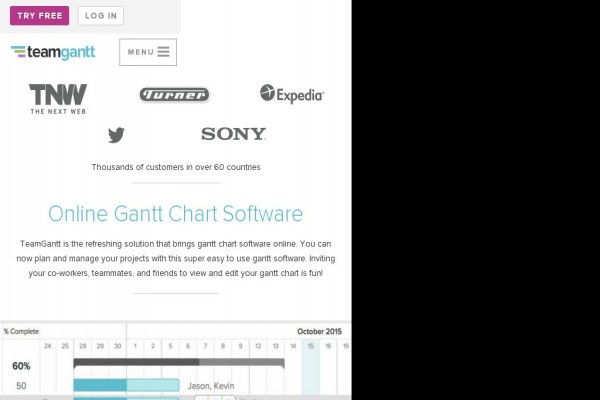 TRY FREE LOG IN
teamgantt MENU
TNW THE NEXT WEB Turner Expedia
SONY
Thousands of customers in over 60 countries
Online Gantt Chart Software
TeamGantt is the refreshing solution that brings gantt chart software online. You can
now plan and manage your projects with this super easy to use gantt software. Inviting
your co-workers, teammates, and friends to view and edit your gantt chart is fun!
% Complete October 2015
24 25 28 29 30 1 2 5 6 7 8 9 12 13 14 15 16 19
60%
50 Jason, Kevin